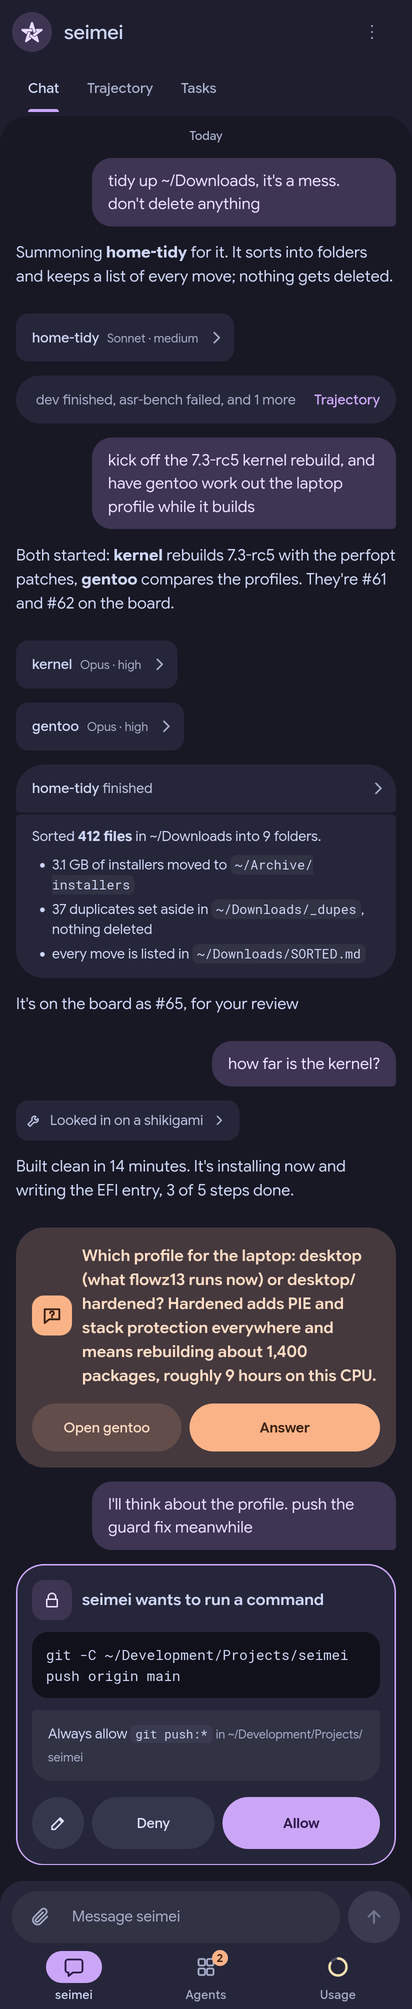 seimei
Chat Trajectory Tasks
Today
tidy up ~/Downloads, it's a mess.
don't delete anything
Summoning home-tidy for it. It sorts into folders
and keeps a list of every move; nothing gets deleted.
home-tidy Sonnet · medium
dev finished, asr-bench failed, and 1 more Trajectory
kick off the 7.3-rc5 kernel rebuild, and
have gentoo work out the laptop
profile while it builds
Both started: kernel rebuilds 7.3-rc5 with the perfopt
patches, gentoo compares the profiles. They're #61
and #62 on the board.
kernel Opus · high
gentoo Opus · high
home-tidy finished
Sorted 412 files in ~/Downloads into 9 folders.
• 3.1 GB of installers moved to ~/Archive/
installers
• 37 duplicates set aside in ~/Downloads/_dupes,
nothing deleted
• every move is listed in ~/Downloads/SORTED.md
It's on the board as #65, for your review
how far is the kernel?
Looked in on a shikigami
Built clean in 14 minutes. It's installing now and
writing the EFI entry, 3 of 5 steps done.
Which profile for the laptop: desktop
(what flowz13 runs now) or desktop/
hardened? Hardened adds PIE and
stack protection everywhere and
means rebuilding about 1,400
packages, roughly 9 hours on this CPU.
Open gentoo Answer
I'll think about the profile. push the
guard fix meanwhile
seimei wants to run a command
git -C ~/Development/Projects/seimei
push origin main
Always allow git push:* in ~/Development/Projects/
seimei
Deny Allow
Message seimei
2
seimei Agents Usage